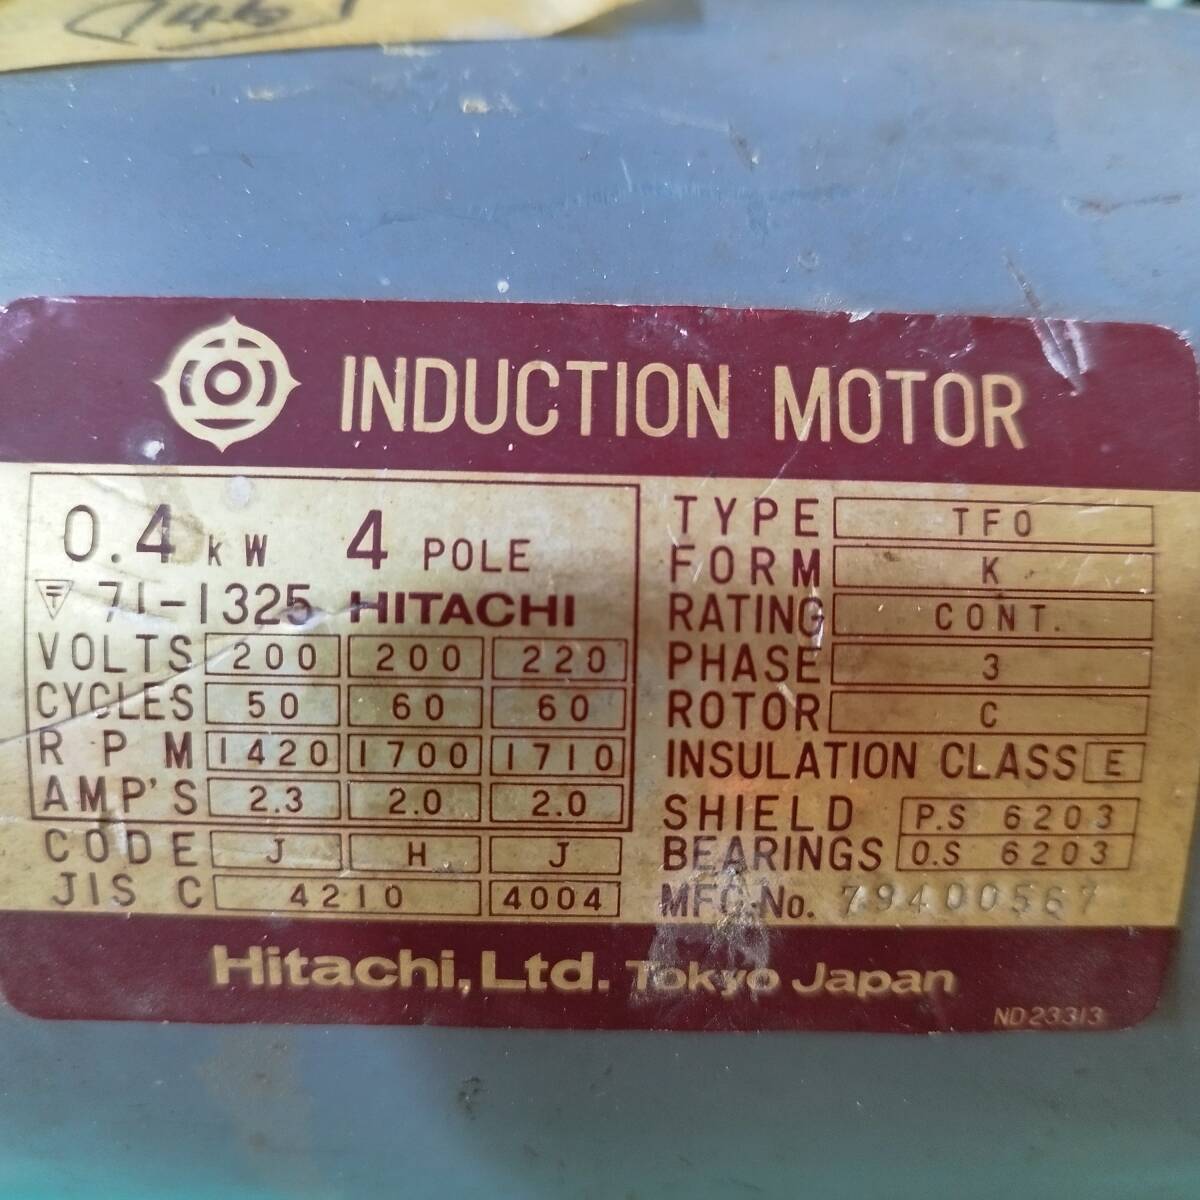 146
INDUCTION MOTOR
0.4 kW 4 POLE
71-1325 HITACHI
VOLTS 200 200 220
CYCLES 50 60 60
RPM 1420 1700 1710
AMP'S 2.3 2.0 2.0
CODE J H J
JIS C 4210 4004
TYPE TFO
FORM K
RATING CONT.
PHASE 3
ROTOR C
INSULATION CLASS E
SHIELD P.S 6203
BEARINGS O.S 6203
MFG.No. 79400567
Hitachi, Ltd. Tokyo Japan
ND23313